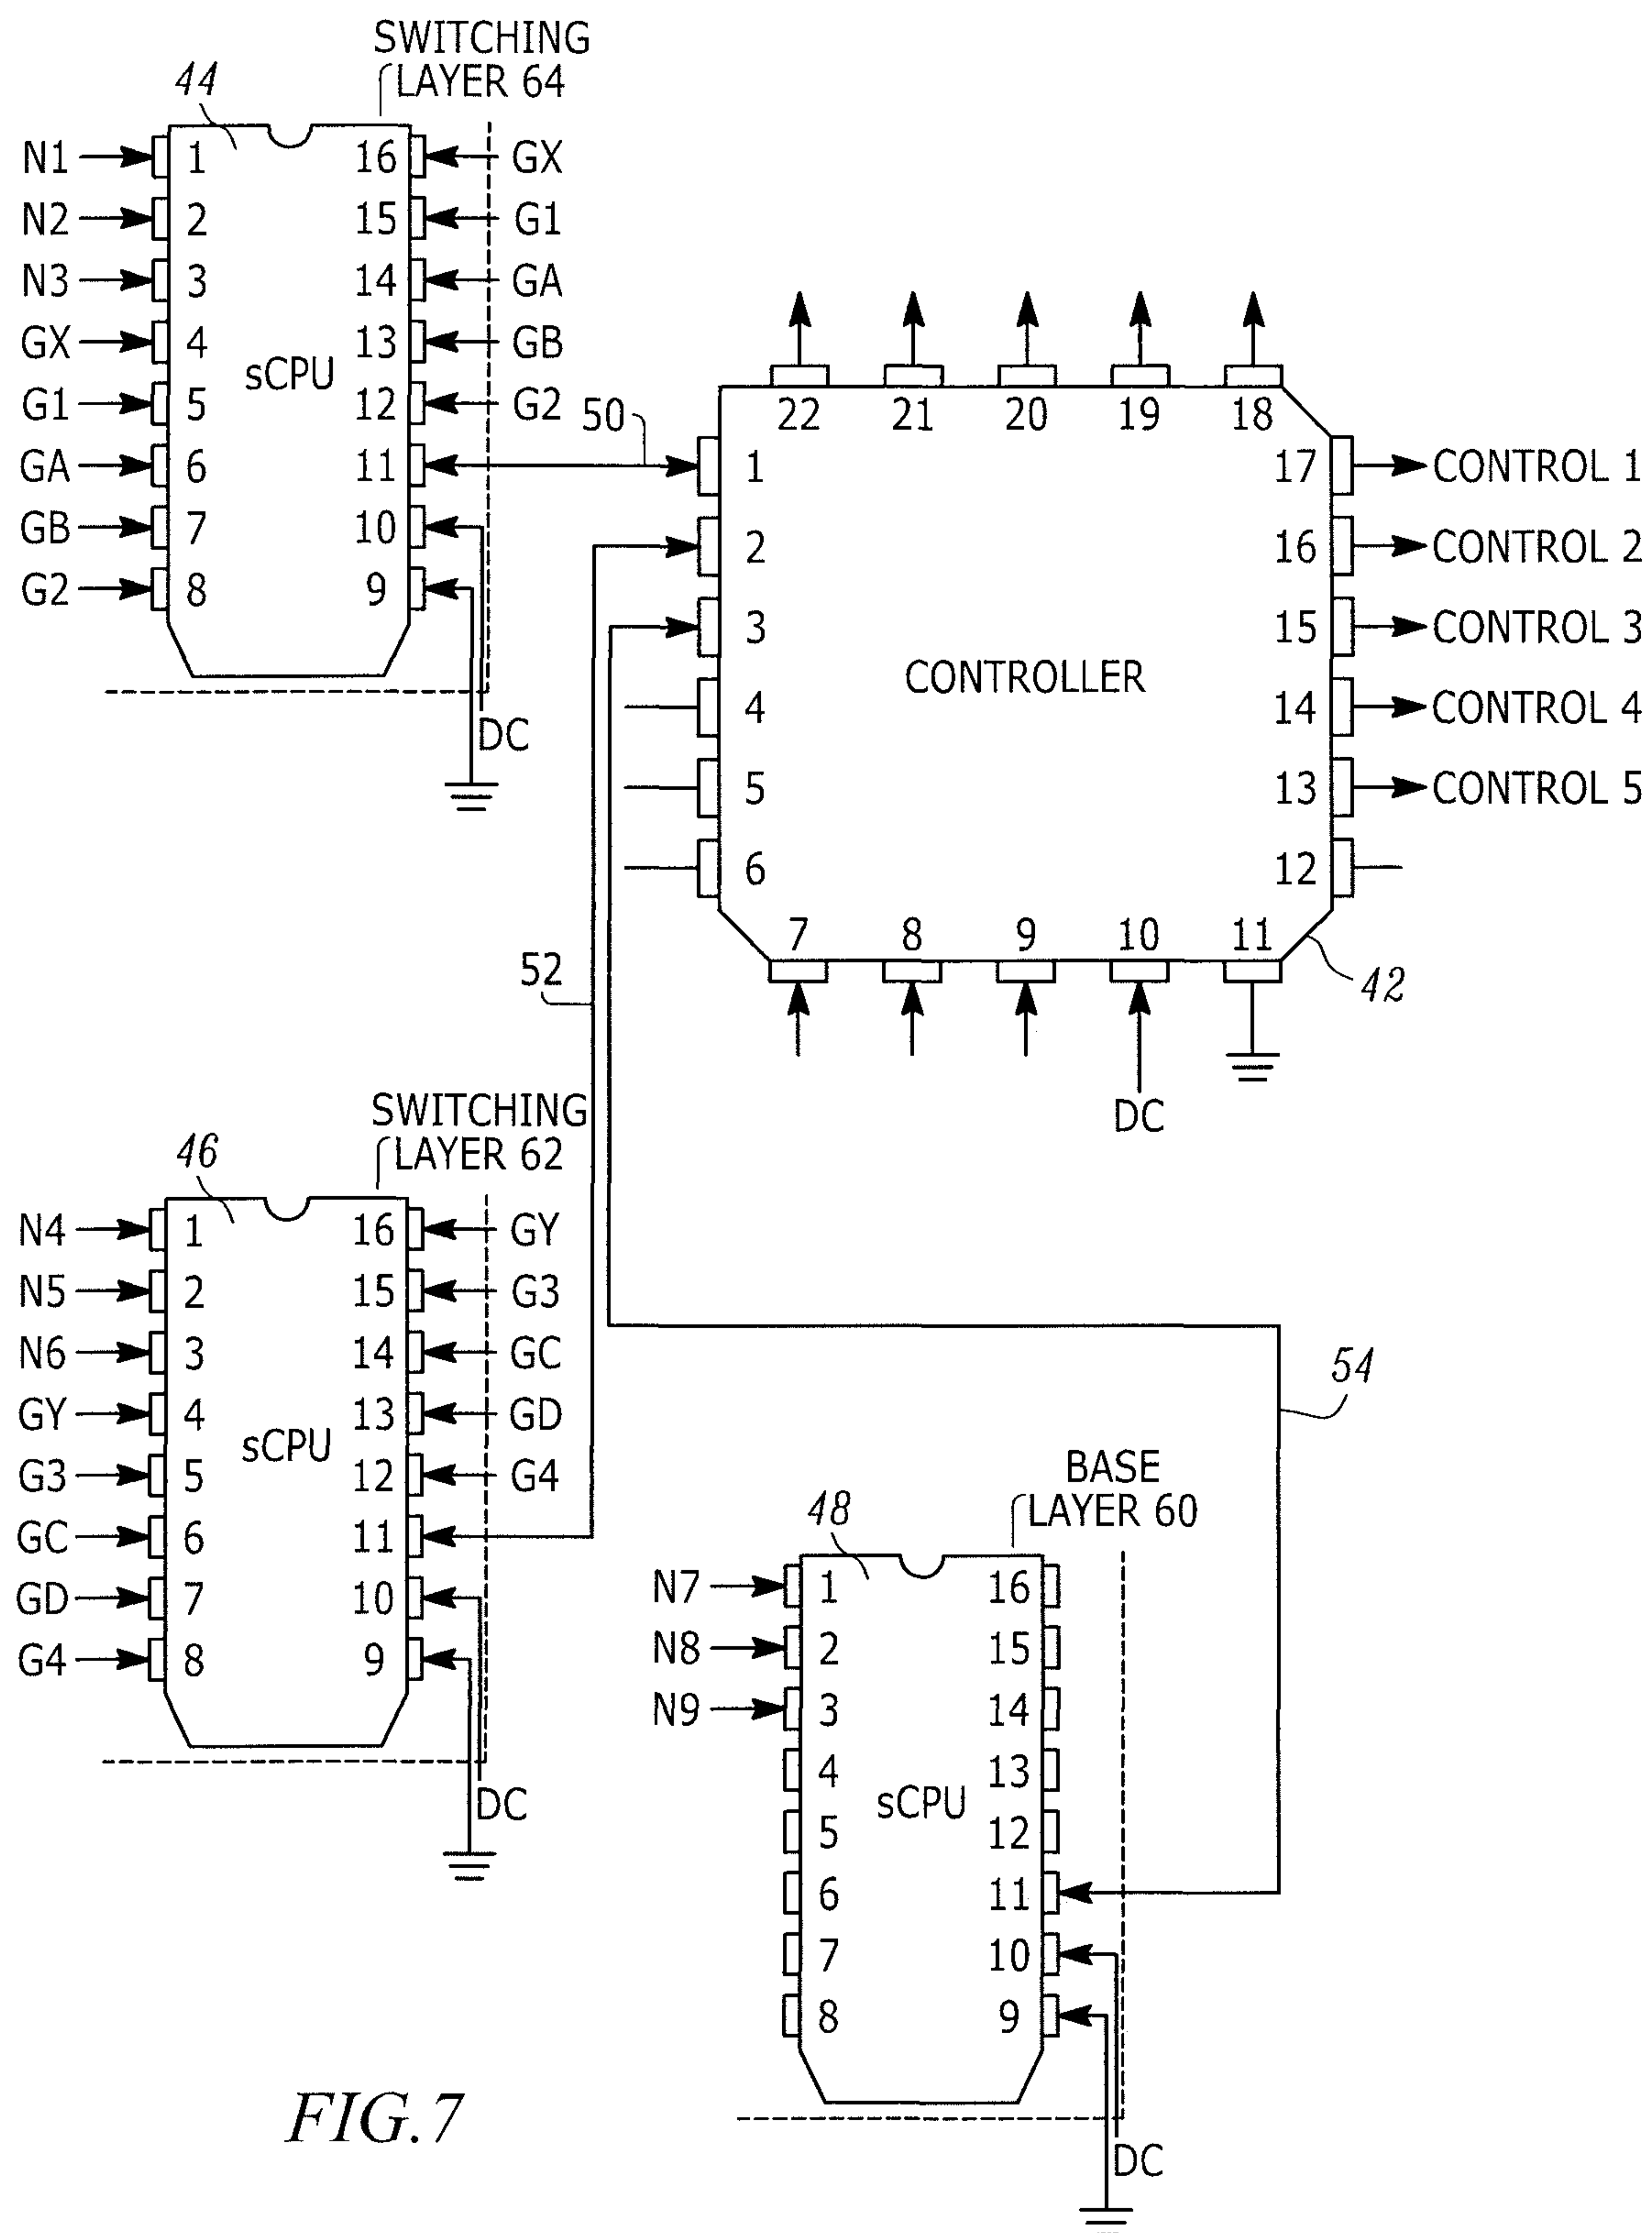 SWITCHING
LAYER 64
44
N1 1 16 GX
N2 2 15 G1
N3 3 14 GA
GX 4 13 GB
sCPU
G1 5 12 G2
GA 6 11
GB 7 10
G2 8 9
DC
50
22 21 20 19 18
1 17 CONTROL 1
2 16 CONTROL 2
3 15 CONTROL 3
CONTROLLER
4 14 CONTROL 4
5 13 CONTROL 5
6 12
7 8 9 10 11
42
DC
52
SWITCHING
LAYER 62
46
N4 1 16 GY
N5 2 15 G3
N6 3 14 GC
GY 4 13 GD
sCPU
G3 5 12 G4
GC 6 11
GD 7 10
G4 8 9
DC
54
BASE
LAYER 60
48
N7 1 16
N8 2 15
N9 3 14
4 13
sCPU
5 12
6 11
7 10
8 9
DC
FIG.7